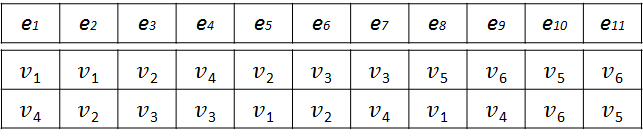 e1 e2 e3 e4 e5 e6 e7 e8 e9 e10 e11
v1 v1 v2 v4 v2 v3 v3 v5 v6 v5 v6
v4 v2 v3 v3 v1 v2 v4 v1 v4 v6 v5